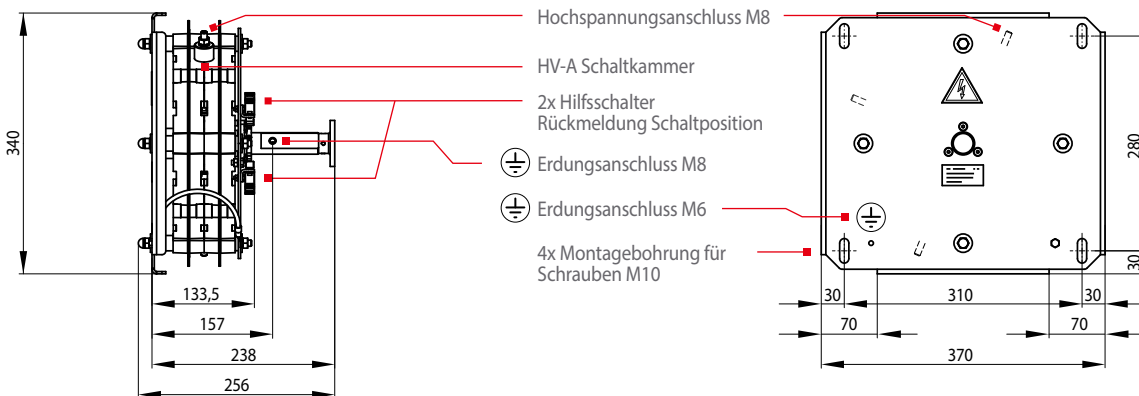 Hochspannungsanschluss M8
HV-A Schaltkammer
2x Hilfsschalter
Rückmeldung Schaltposition
Erdungsanschluss M8
Erdungsanschluss M6
4x Montagebohrung für
Schrauben M10
340
133,5
157
238
256
280
30
30
310
30
70
70
370